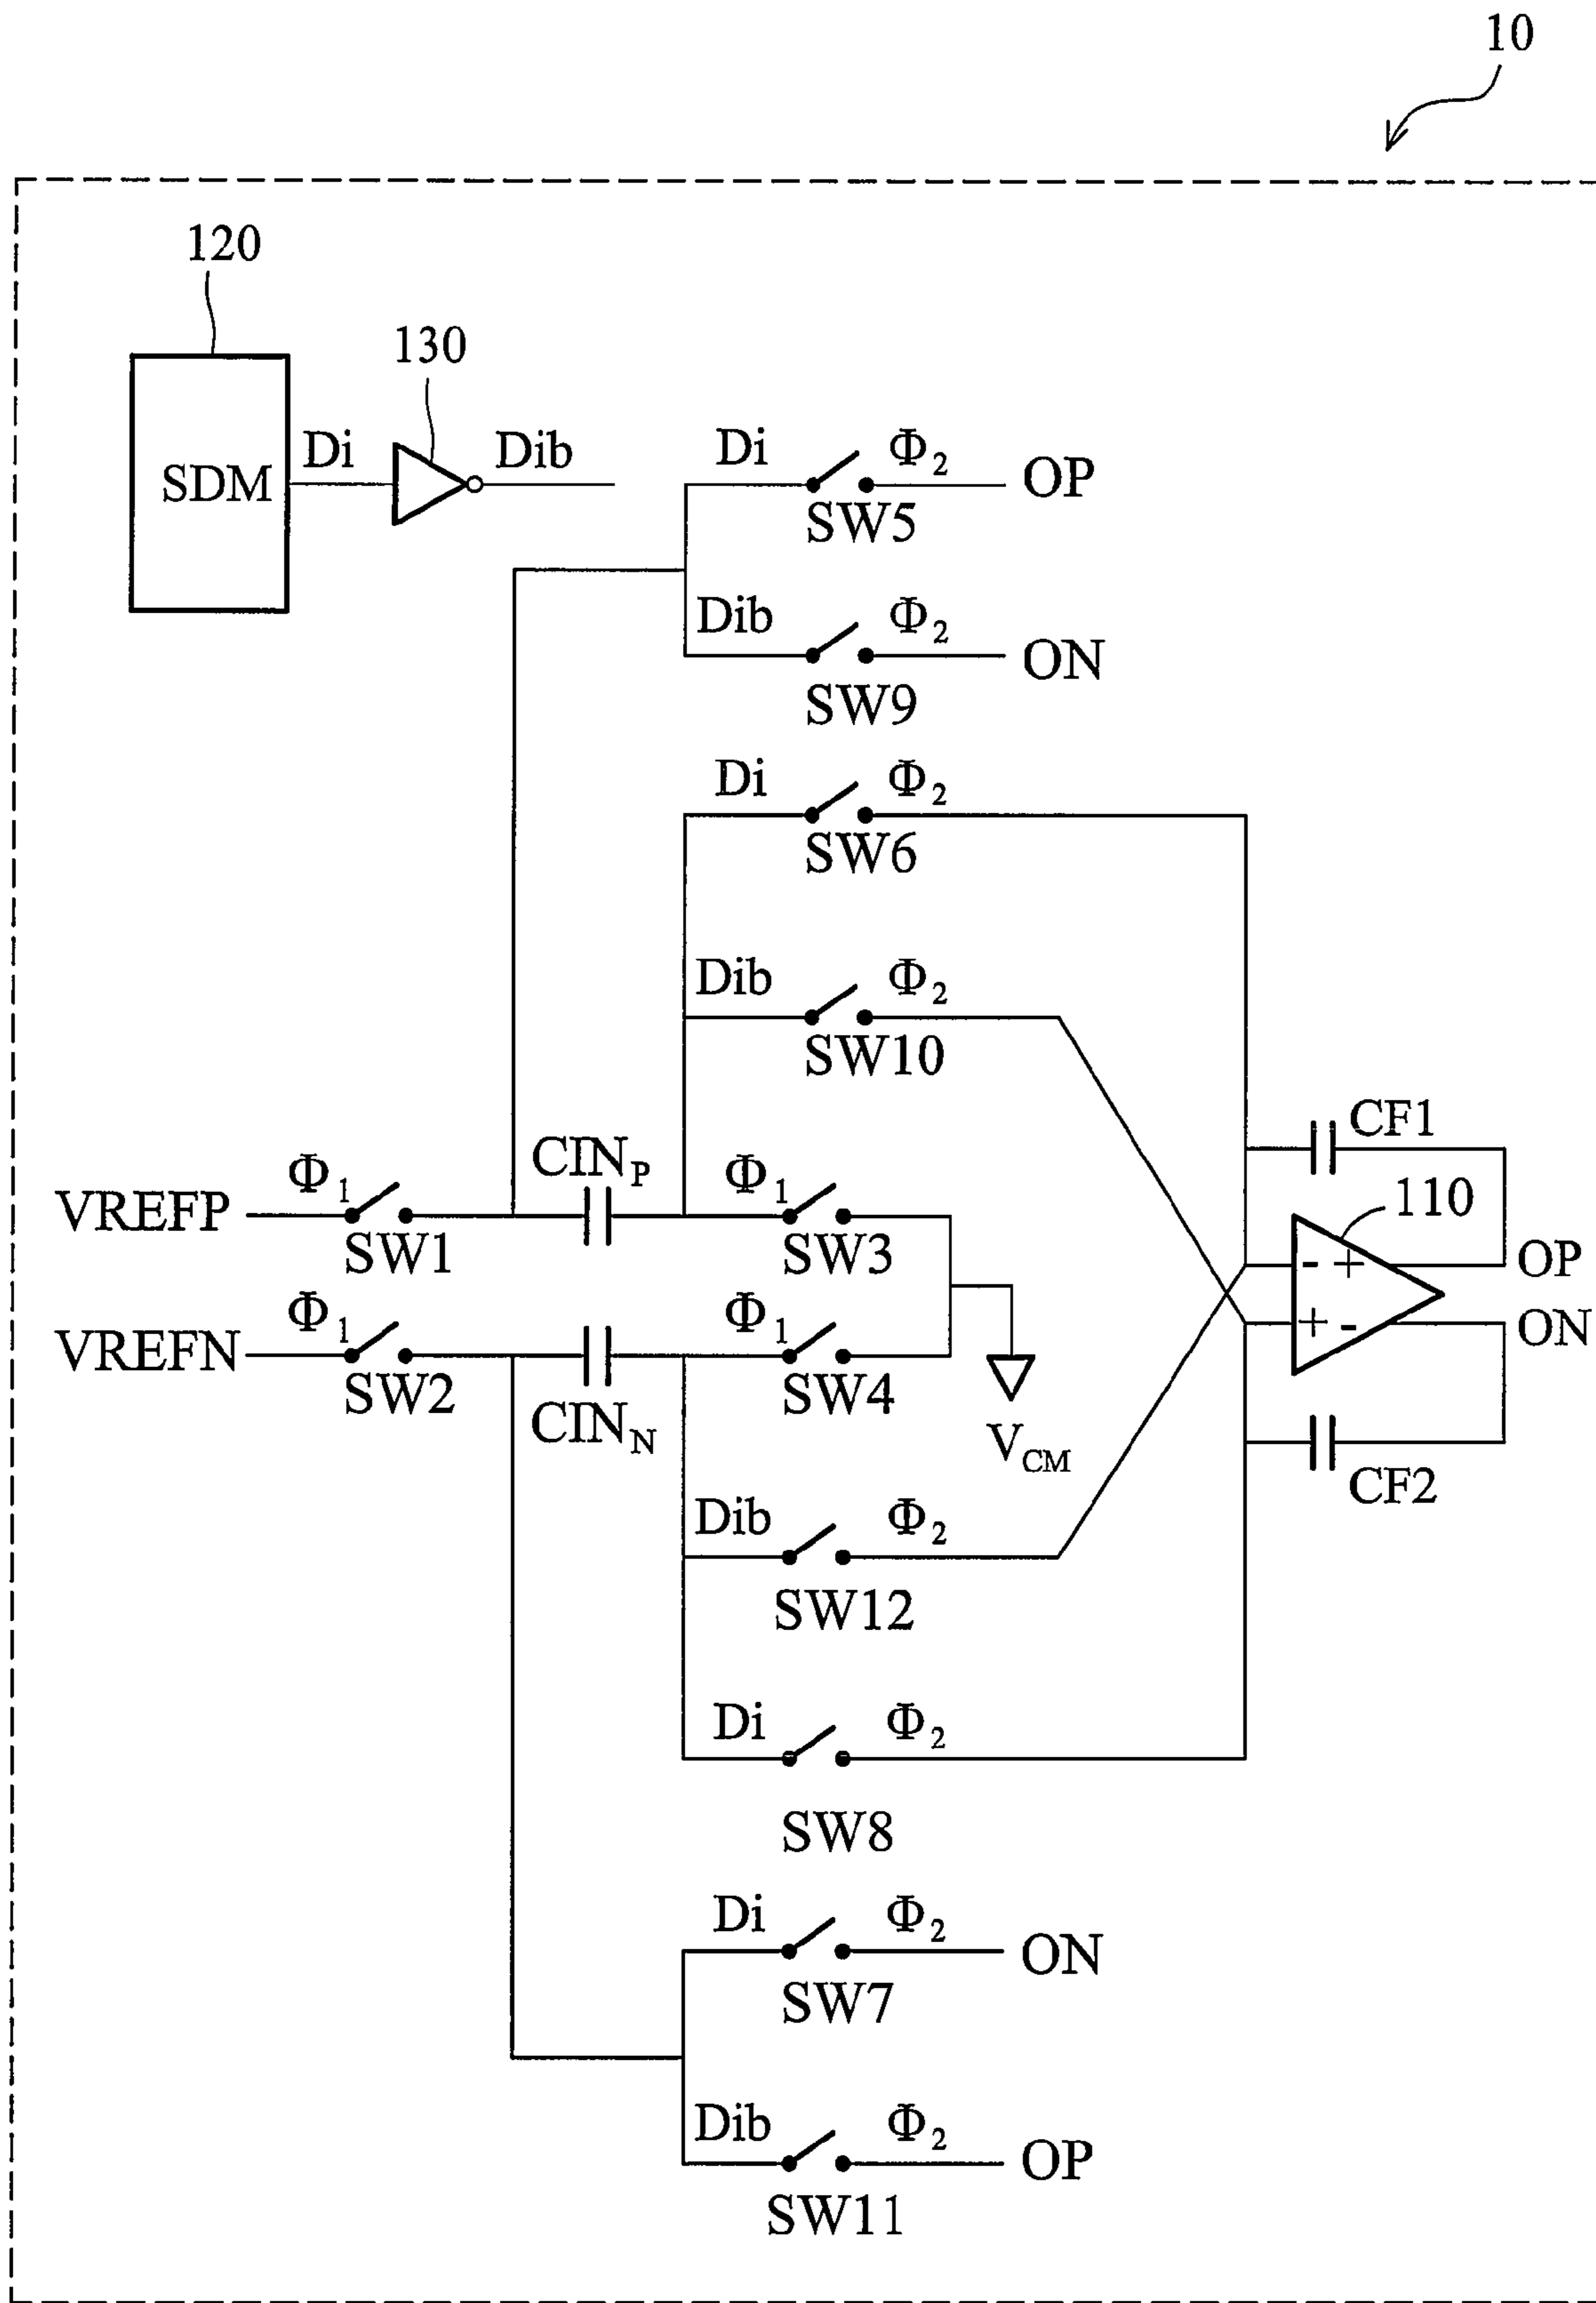 10
120
130
SDM
Di
Dib
Di
Φ2
OP
SW5
Dib
Φ2
ON
SW9
Di
Φ2
SW6
Dib
Φ2
SW10
CF1
VREFP
Φ1
SW1
CINP
Φ1
SW3
110
- +
OP
VREFN
Φ1
SW2
CINN
Φ1
SW4
+ -
ON
VCM
CF2
Dib
Φ2
SW12
Di
Φ2
SW8
Di
Φ2
ON
SW7
Dib
Φ2
OP
SW11